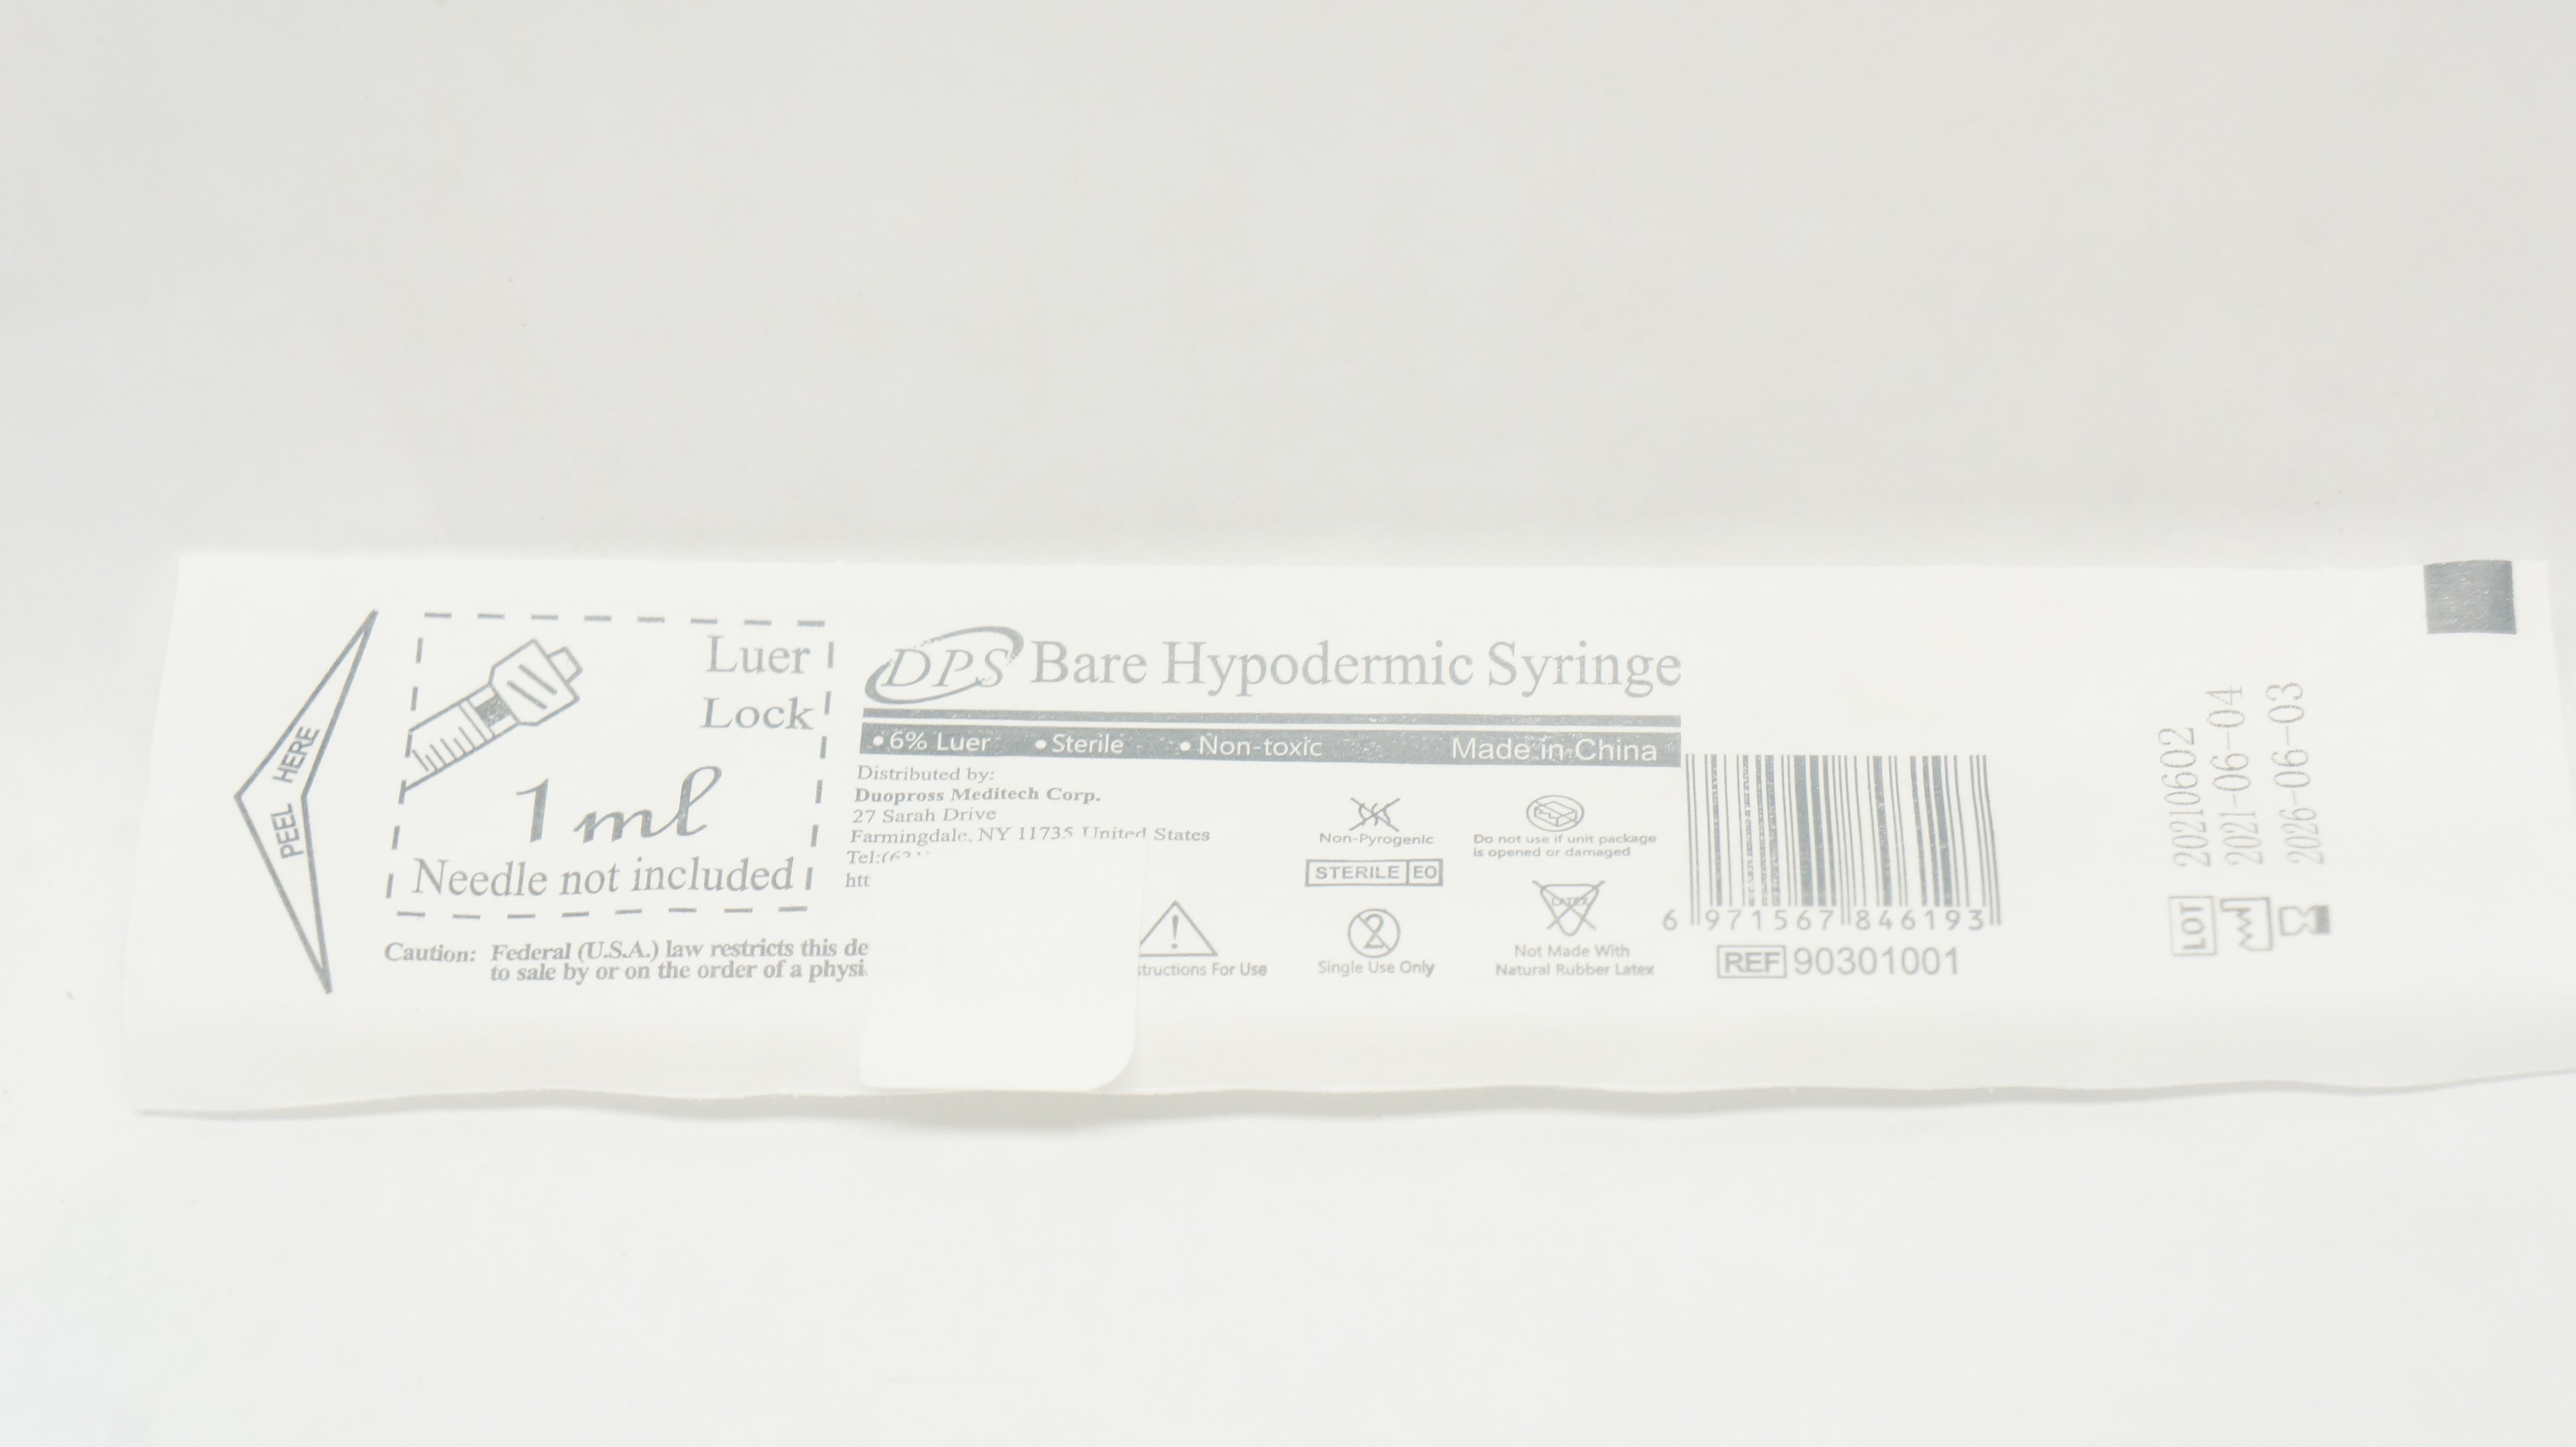 PEEL HERE
Luer
Lock
1 ml
Needle not included
Caution: Federal (U.S.A.) law restricts this
to sale by or on the order of a
DPS Bare Hypodermic Syringe
• 6% Luer • Sterile • Non-toxic Made in China
Distributed by:
Duopross Meditech Corp.
27 Sarah Drive
Farmingdale, NY 11735 United States
Tel:
For Use
Non-Pyrogenic
STERILE EO
2
Single Use Only
Do not use if unit package
is opened or damaged
LATEX
Not Made With
Natural Rubber Latex
6 971567 846193
REF 90301001
LOT 20210602
2021-06-04
2026-06-03